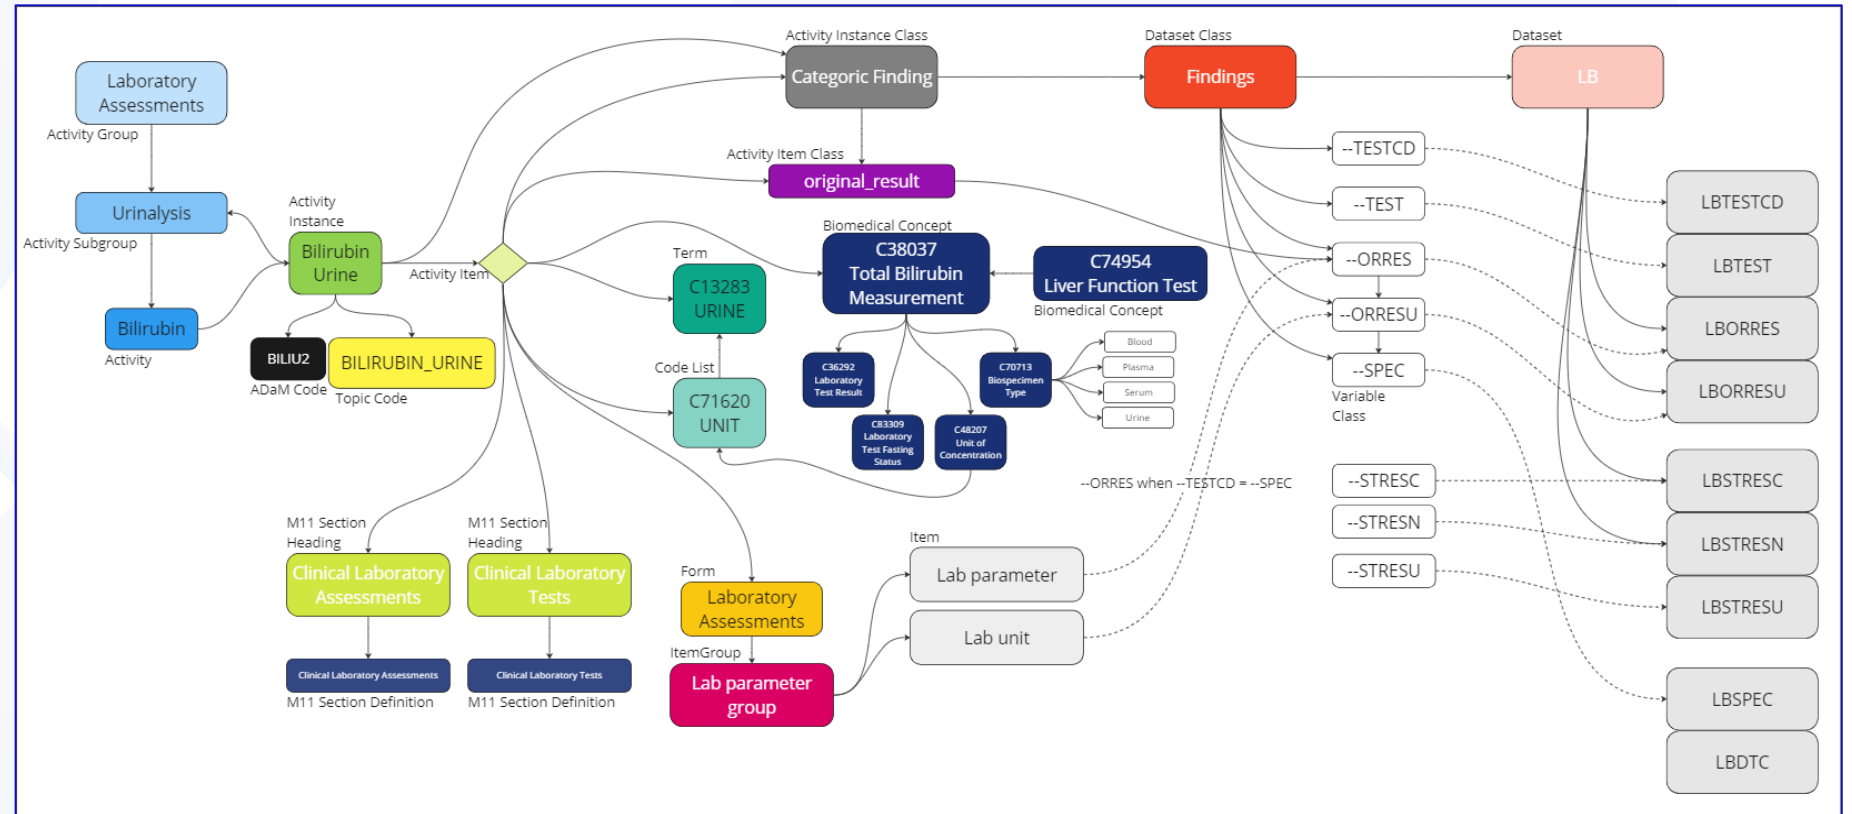 Activity Instance Class
Dataset Class
Dataset
Laboratory
Assessments
Activity Group
Categoric Finding
Findings
LB
Urinalysis
Activity Subgroup
Activity
Instance
Bilirubin
Urine
Activity Item
Bilirubin
Activity
BILIU2
ADaM Code
BILIRUBIN_URINE
Topic Code
Activity Item Class
original_result
Term
C13283
URINE
Code List
C71620
UNIT
Biomedical Concept
C38037
Total Bilirubin
Measurement
C74954
Liver Function Test
Biomedical Concept
C36292
Laboratory
Test Result
C83309
Laboratory
Test Fasting
Status
C48207
Unit of
Concentration
C70713
Biospecimen
Type
Blood
Plasma
Serum
Urine
--TESTCD
--TEST
--ORRES
--ORRESU
--SPEC
Variable
Class
--ORRES when --TESTCD = --SPEC
--STRESC
--STRESN
--STRESU
LBTESTCD
LBTEST
LBORRES
LBORRESU
LBSTRESC
LBSTRESN
LBSTRESU
LBSPEC
LBDTC
M11 Section
Heading
Clinical Laboratory
Assessments
Clinical Laboratory Assessments
M11 Section Definition
M11 Section
Heading
Clinical Laboratory
Tests
Clinical Laboratory Tests
M11 Section Definition
Form
Laboratory
Assessments
ItemGroup
Lab parameter
group
Item
Lab parameter
Lab unit